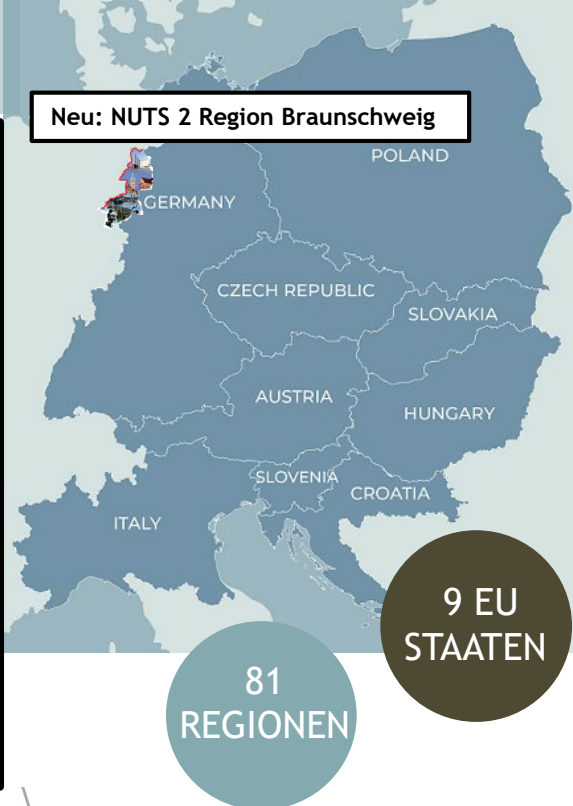 Neu: NUTS 2 Region Braunschweig
POLAND
GERMANY
CZECH REPUBLIC
SLOVAKIA
AUSTRIA
HUNGARY
SLOVENIA
CROATIA
ITALY
9 EU
STAATEN
81
REGIONEN